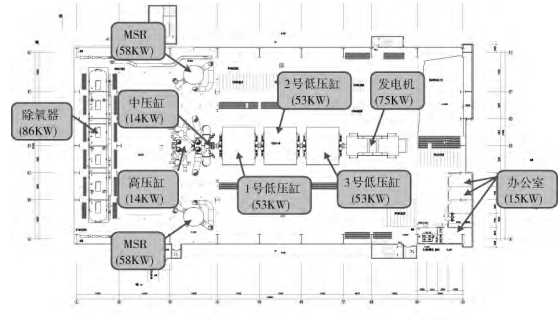 MSR
(58KW)
2号低压缸
(53KW)
发电机
(75KW)
中压缸
(14KW)
除氧器
(86KW)
高压缸
(14KW)
1号低压缸
(53KW)
3号低压缸
(53KW)
办公室
(15KW)
MSR
(58KW)